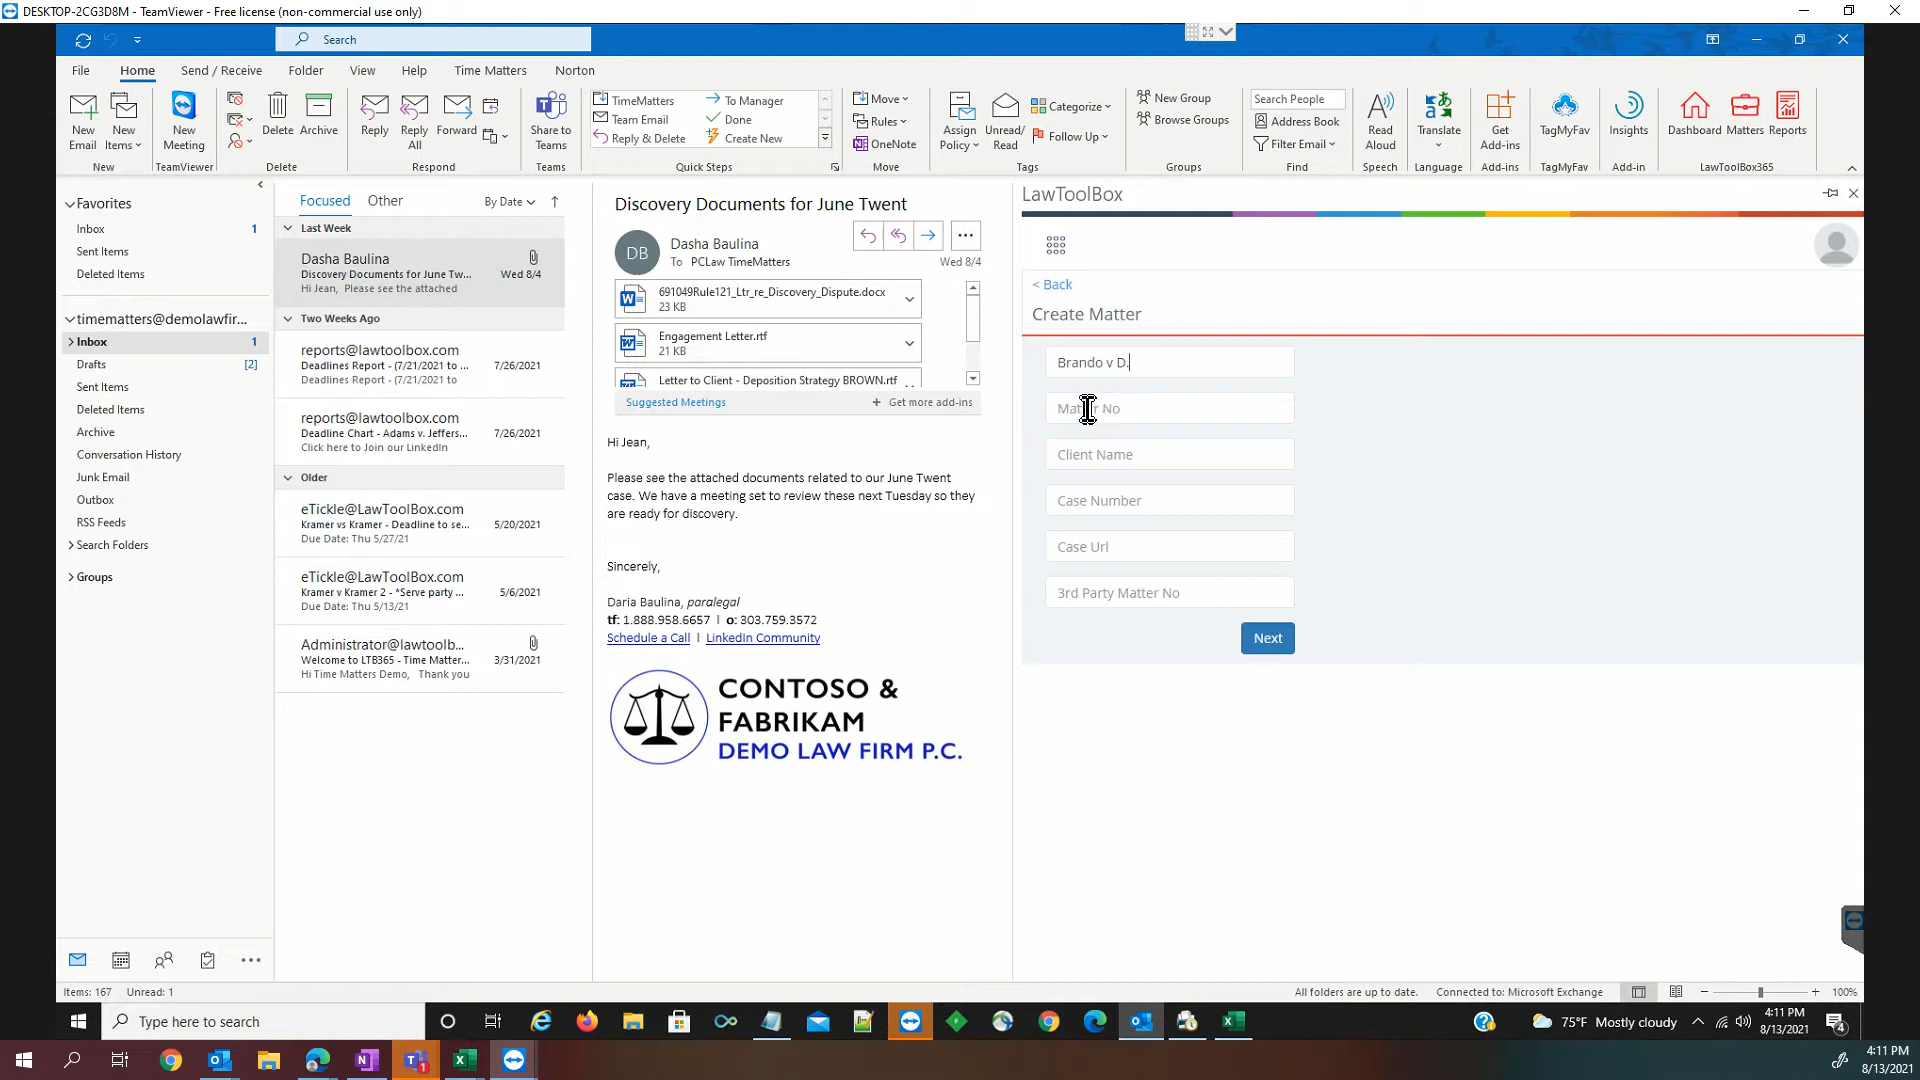 DESKTOP-2CG3D8M - TeamViewer - Free license (non-commercial use only)
Search
File Home Send / Receive Folder View Help Time Matters Norton
New Email
New Items
New Meeting
Delete
Archive
Reply
Reply All
Forward
Share to Teams
TimeMatters
Team Email
Reply & Delete
To Manager
Done
Create New
Move
Rules
OneNote
Assign Policy
Unread/ Read
Categorize
Follow Up
New Group
Browse Groups
Search People
Address Book
Filter Email
Read Aloud
Translate
Get Add-ins
TagMyFav
Insights
Dashboard
Matters
Reports
New TeamViewer Delete Respond Teams Quick Steps Move Tags Groups Find Speech Language Add-ins TagMyFav Add-in LawToolBox365
Favorites
Inbox 1
Sent Items
Deleted Items
timematters@demolawfir...
Inbox 1
Drafts [2]
Sent Items
Deleted Items
Archive
Conversation History
Junk Email
Outbox
RSS Feeds
Search Folders
Groups
Focused Other By Date
Last Week
Dasha Baulina
Discovery Documents for June Tw... Wed 8/4
Hi Jean, Please see the attached
Two Weeks Ago
reports@lawtoolbox.com
Deadlines Report - (7/21/2021 to ... 7/26/2021
Deadlines Report - (7/21/2021 to
reports@lawtoolbox.com
Deadline Chart - Adams v. Jeffers... 7/26/2021
Click here to Join our LinkedIn
Older
eTickle@LawToolBox.com
Kramer vs Kramer - Deadline to se... 5/20/2021
Due Date: Thu 5/27/21
eTickle@LawToolBox.com
Kramer v Kramer 2 - *Serve party ... 5/6/2021
Due Date: Thu 5/13/21
Administrator@lawtoolb...
Welcome to LTB365 - Time Matter... 3/31/2021
Hi Time Matters Demo, Thank you
Discovery Documents for June Twent
DB
Dasha Baulina
To PCLaw TimeMatters
Wed 8/4
691049Rule121_Ltr_re_Discovery_Dispute.docx
23 KB
Engagement Letter.rtf
21 KB
Letter to Client - Deposition Strategy BROWN.rtf
Suggested Meetings + Get more add-ins
Hi Jean,
Please see the attached documents related to our June Twent
case. We have a meeting set to review these next Tuesday so they
are ready for discovery.
Sincerely,
Daria Baulina, paralegal
tf: 1.888.958.6657 | o: 303.759.3572
Schedule a Call | LinkedIn Community
CONTOSO &
FABRIKAM
DEMO LAW FIRM P.C.
LawToolBox
< Back
Create Matter
Brando v D.
Matter No
Client Name
Case Number
Case Url
3rd Party Matter No
Next
Items: 167 Unread: 1
All folders are up to date. Connected to: Microsoft Exchange 100%
Type here to search
75°F Mostly cloudy
4:11 PM
8/13/2021
4
1
4:11 PM
8/13/2021